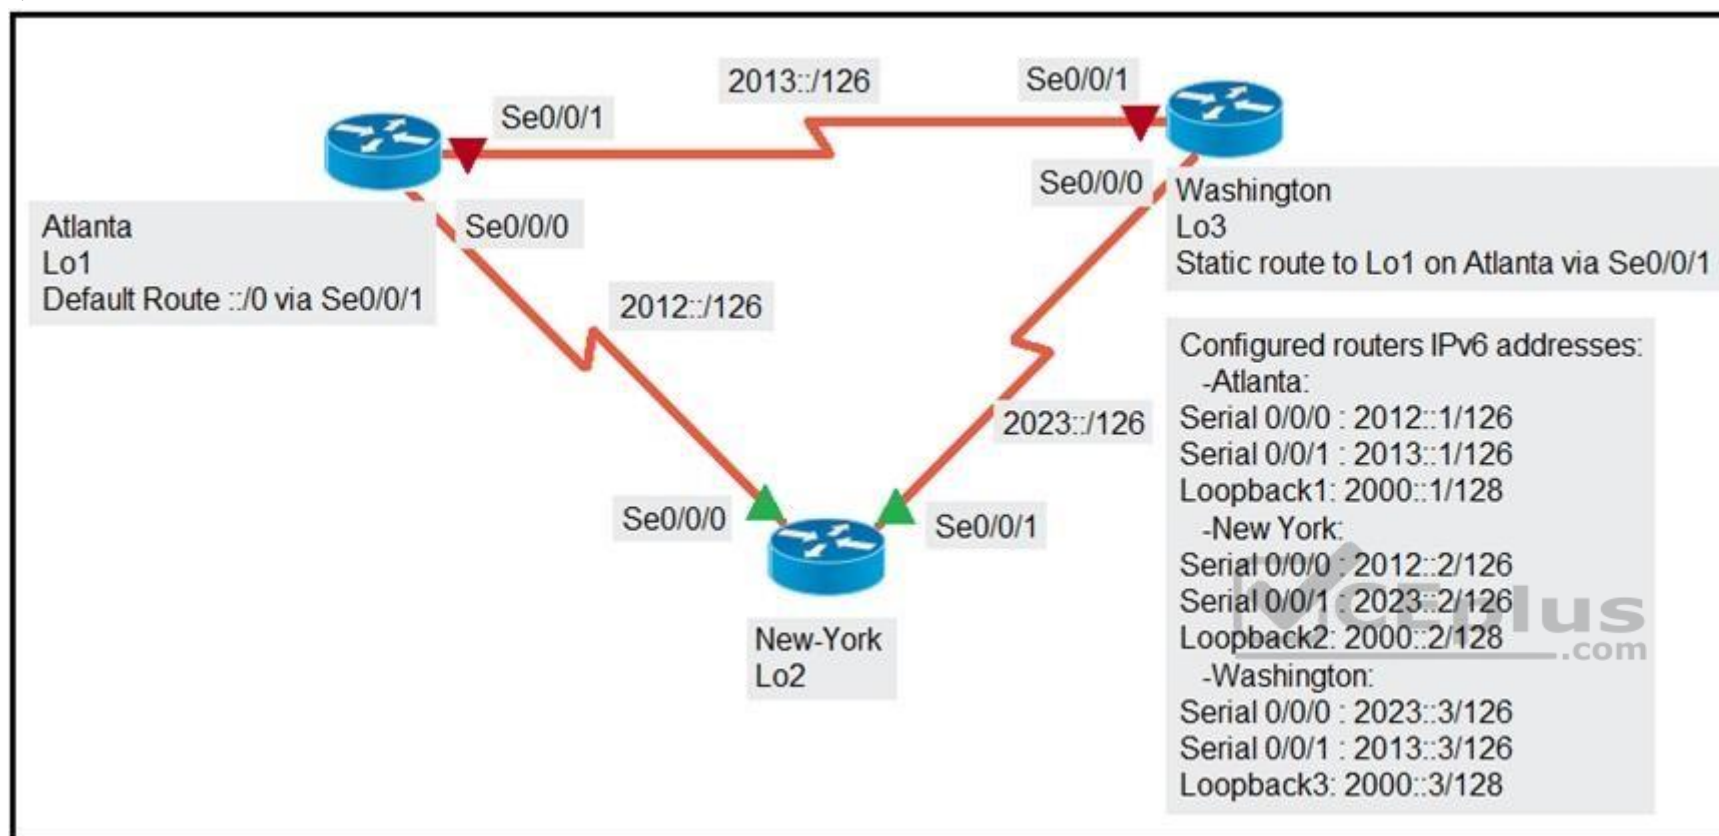 2013::/126
Se0/0/1
Se0/0/1
Se0/0/0
Washington
Lo3
Static route to Lo1 on Atlanta via Se0/0/1
Atlanta
Lo1
Default Route ::/0 via Se0/0/1
Se0/0/0
2012::/126
2023::/126
Se0/0/0
Se0/0/1
New-York
Lo2
Configured routers IPv6 addresses:
-Atlanta:
Serial 0/0/0 : 2012::1/126
Serial 0/0/1 : 2013::1/126
Loopback1: 2000::1/128
-New York:
Serial 0/0/0 : 2012::2/126
Serial 0/0/1 : 2023::2/126
Loopback2: 2000::2/128
-Washington:
Serial 0/0/0 : 2023::3/126
Serial 0/0/1 : 2013::3/126
Loopback3: 2000::3/128
CEplus
.com